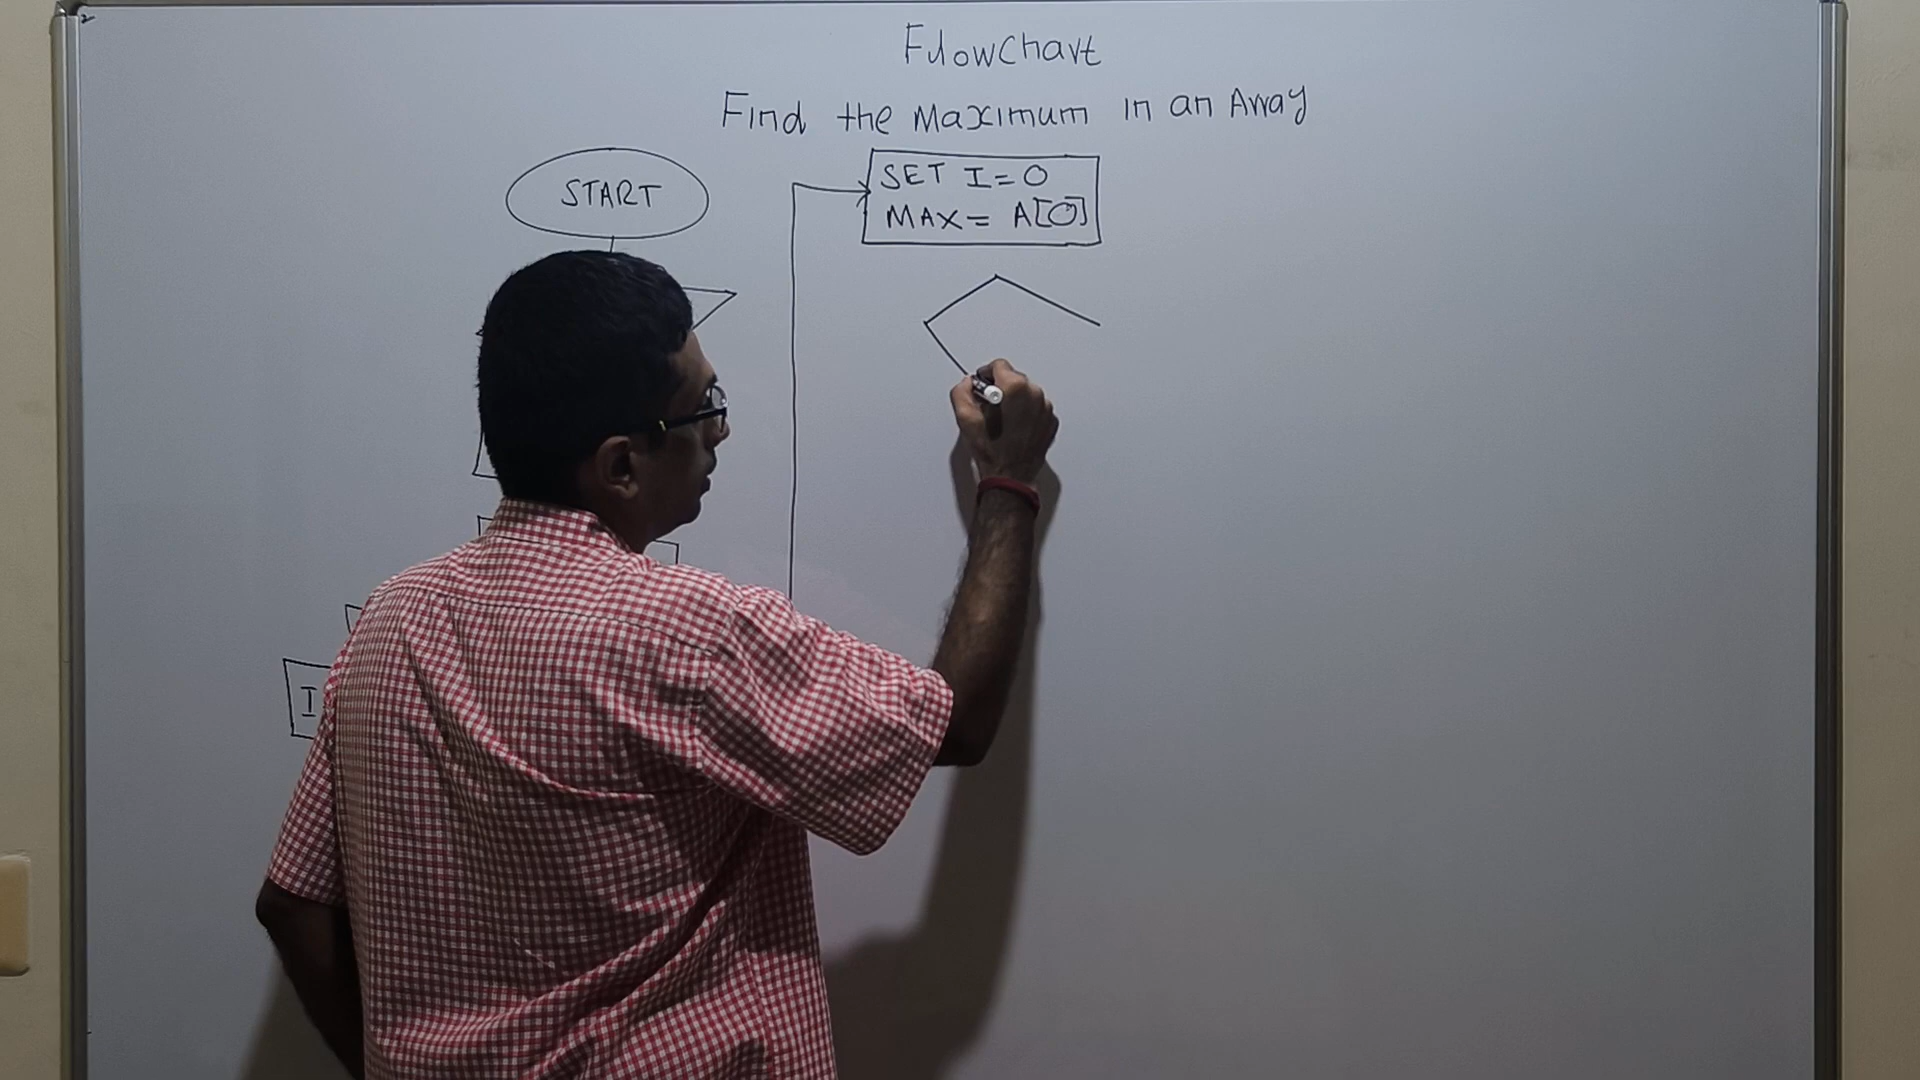 Flowchart
Find the Maximum in an Array
START
SET I = 0
MAX = A[0]
I